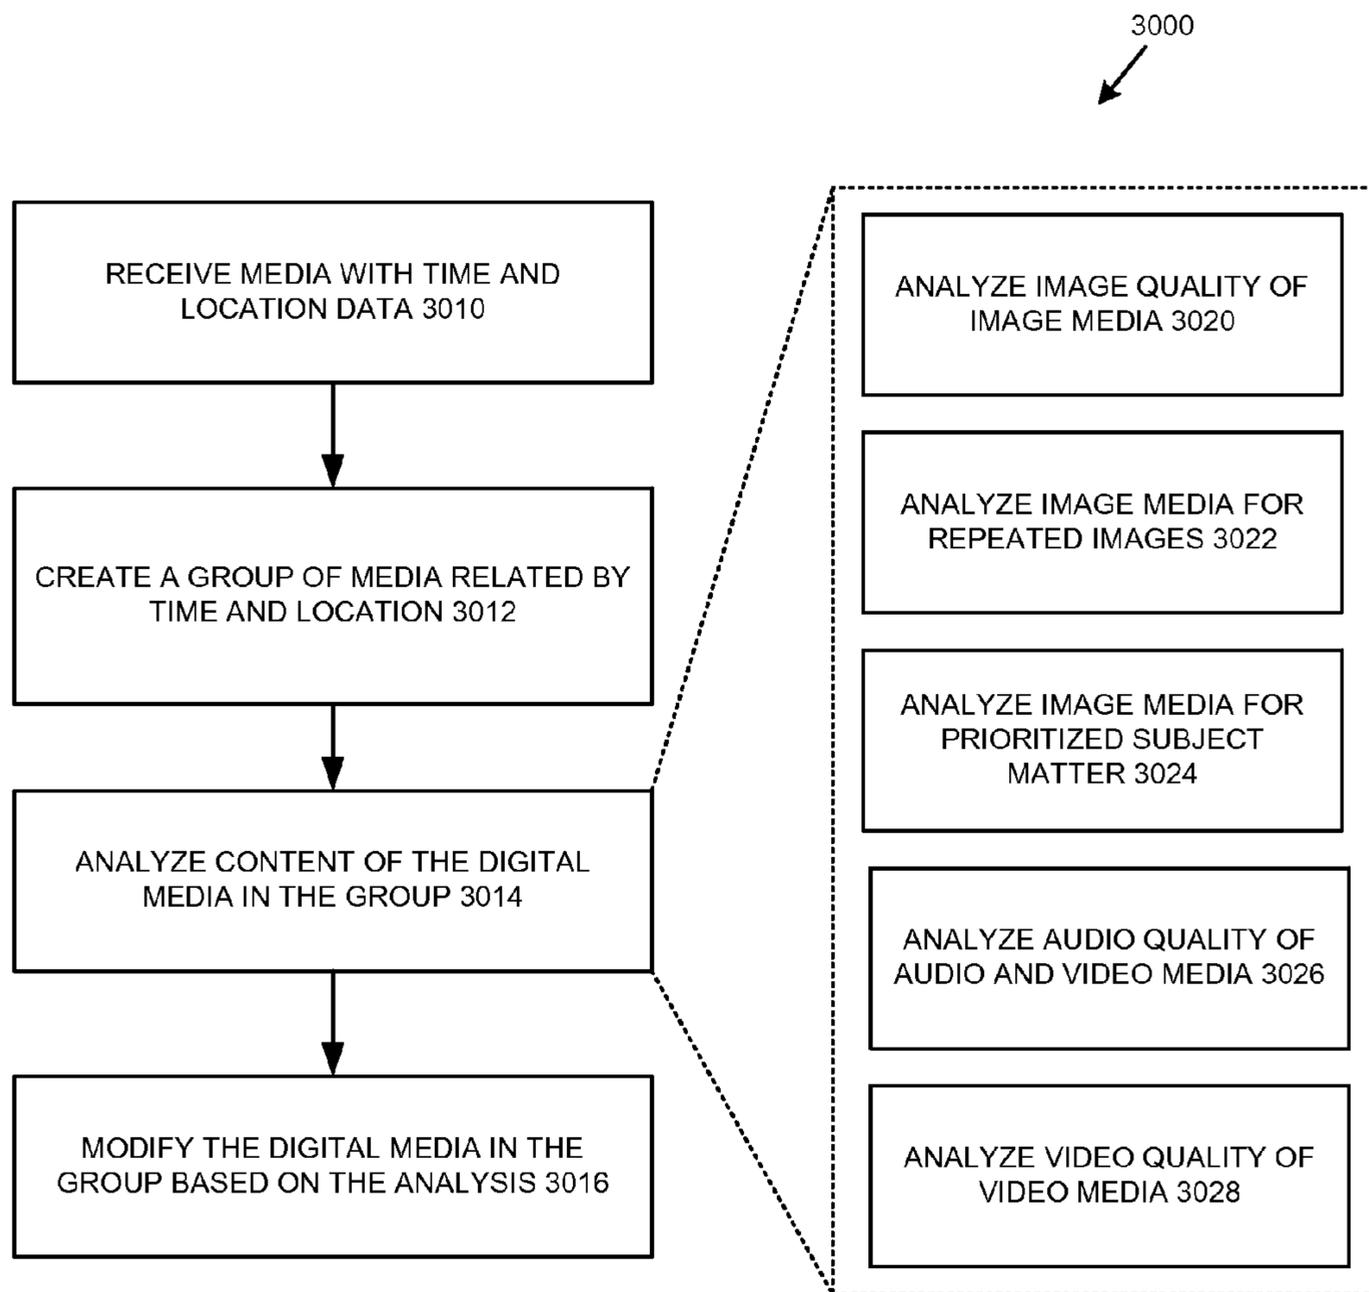 3000
RECEIVE MEDIA WITH TIME AND
LOCATION DATA 3010
CREATE A GROUP OF MEDIA RELATED BY
TIME AND LOCATION 3012
ANALYZE CONTENT OF THE DIGITAL
MEDIA IN THE GROUP 3014
MODIFY THE DIGITAL MEDIA IN THE
GROUP BASED ON THE ANALYSIS 3016
ANALYZE IMAGE QUALITY OF
IMAGE MEDIA 3020
ANALYZE IMAGE MEDIA FOR
REPEATED IMAGES 3022
ANALYZE IMAGE MEDIA FOR
PRIORITIZED SUBJECT
MATTER 3024
ANALYZE AUDIO QUALITY OF
AUDIO AND VIDEO MEDIA 3026
ANALYZE VIDEO QUALITY OF
VIDEO MEDIA 3028